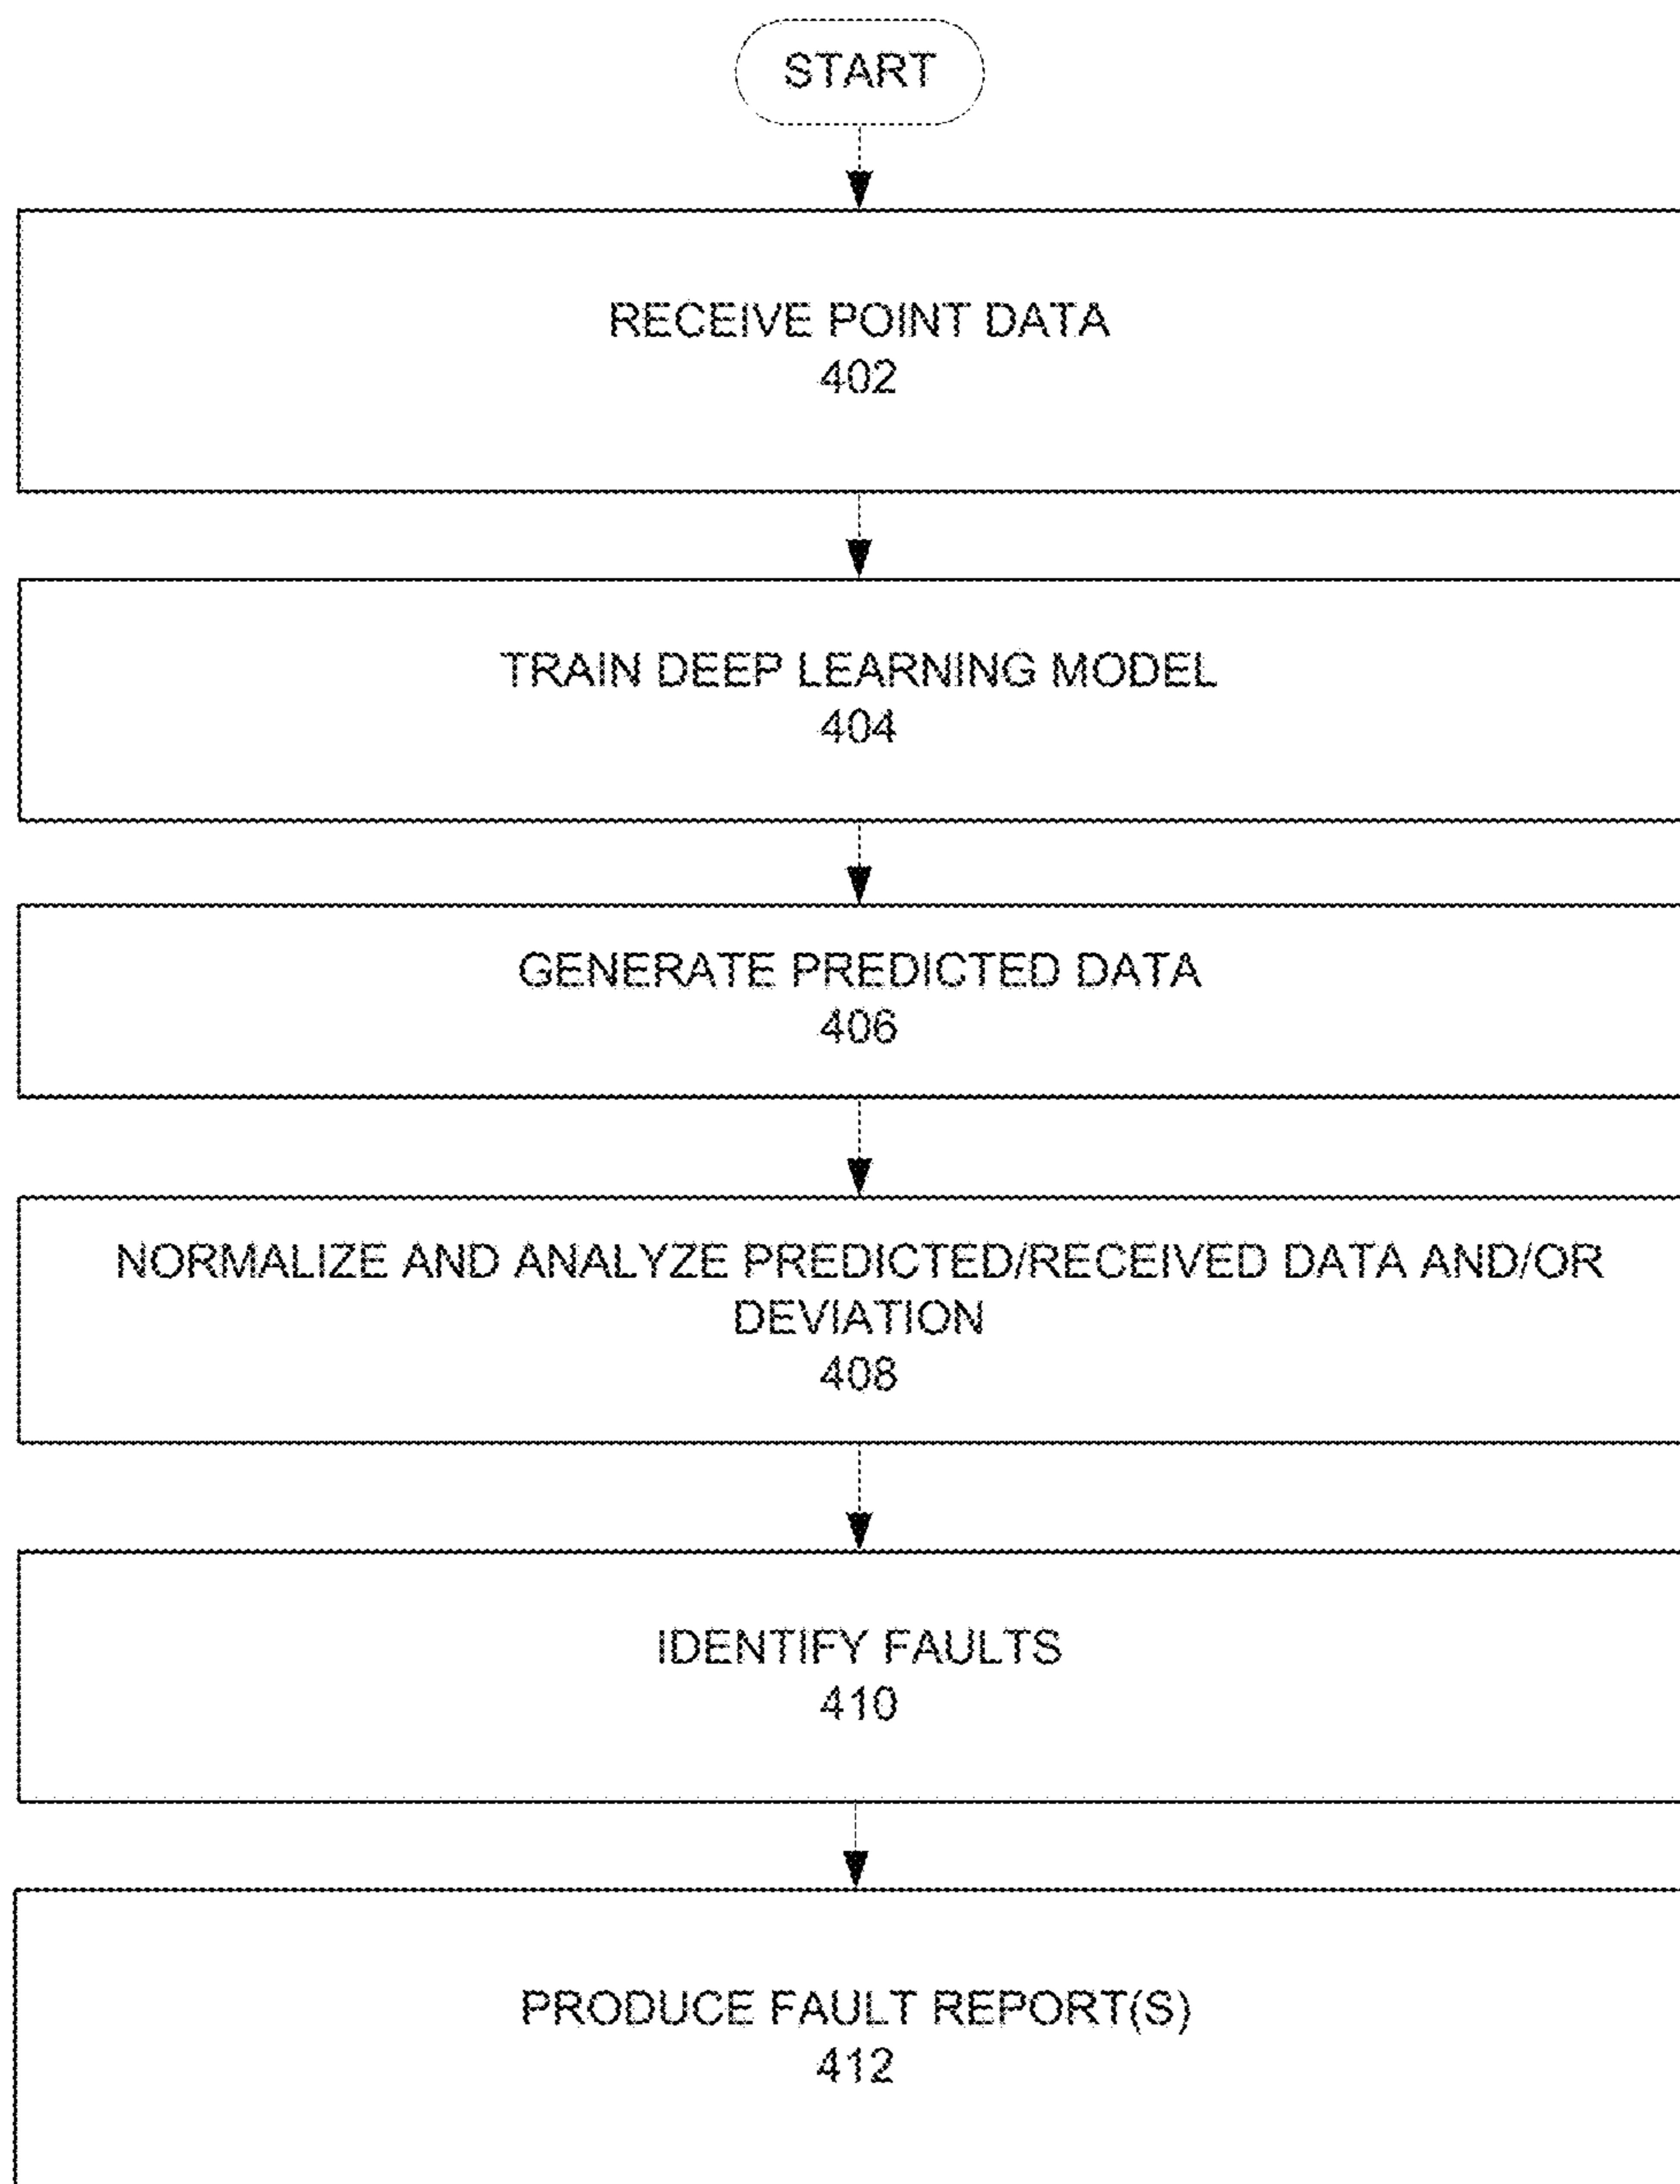 START
RECEIVE POINT DATA
402
TRAIN DEEP LEARNING MODEL
404
GENERATE PREDICTED DATA
406
NORMALIZE AND ANALYZE PREDICTED/RECEIVED DATA AND/OR
DEVIATION
408
IDENTIFY FAULTS
410
PRODUCE FAULT REPORT(S)
412